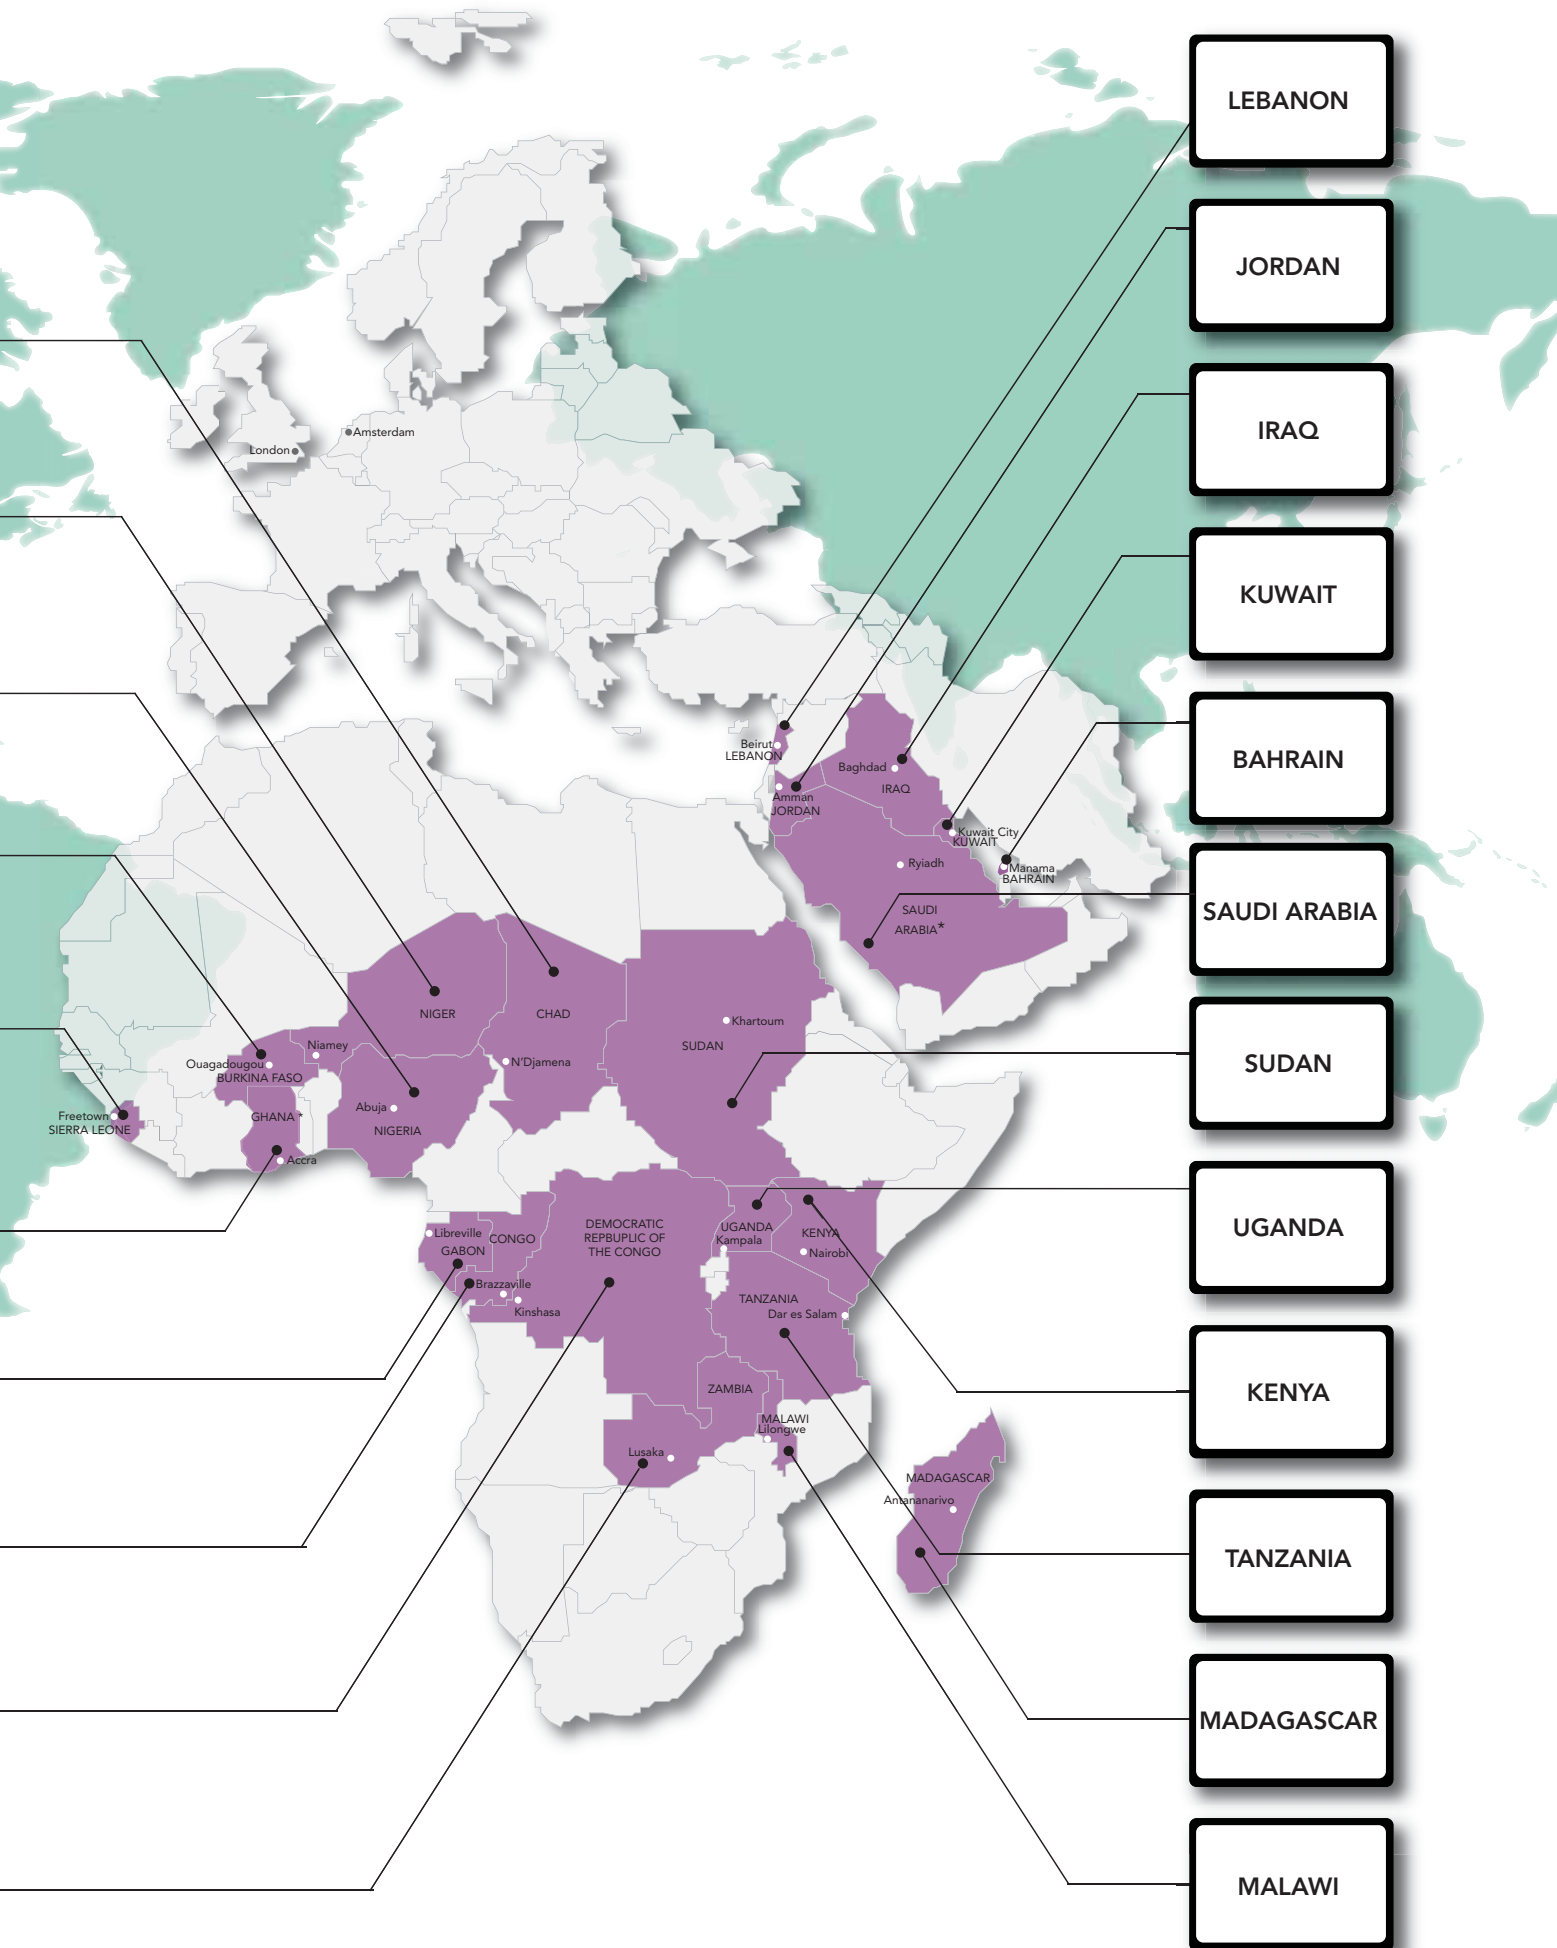 LEBANON
JORDAN
IRAQ
KUWAIT
BAHRAIN
SAUDI ARABIA
SUDAN
UGANDA
KENYA
TANZANIA
MADAGASCAR
MALAWI
Amsterdam
London
Beirut
LEBANON
Baghdad
IRAQ
Amman
JORDAN
Kuwait City
KUWAIT
Ryiadh
Manama
BAHRAIN
SAUDI
ARABIA*
NIGER
CHAD
Khartoum
SUDAN
Niamey
Ouagadougou
BURKINA FASO
N'Djamena
Abuja
NIGERIA
Freetown
SIERRA LEONE
GHANA *
Accra
Libreville
GABON
CONGO
DEMOCRATIC
REPBUPLIC OF
THE CONGO
UGANDA
Kampala
KENYA
Nairobi
Brazzaville
Kinshasa
TANZANIA
Dar es Salam
ZAMBIA
MALAWI
Lilongwe
Lusaka
MADAGASCAR
Antananarivo